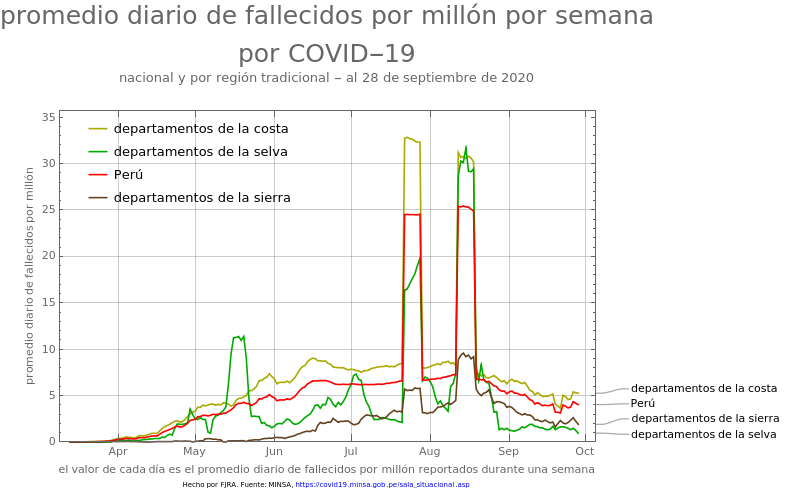 promedio diario de fallecidos por millón por semana
por COVID−19
nacional y por región tradicional − al 28 de septiembre de 2020
promedio diario de fallecidos por millón
35
30
25
20
15
10
5
0
departamentos de la costa
departamentos de la selva
Perú
departamentos de la sierra
departamentos de la costa
Perú
departamentos de la sierra
departamentos de la selva
Apr May Jun Jul Aug Sep Oct
el valor de cada día es el promedio diario de fallecidos por millón reportados durante una semana
Hecho por FJRA. Fuente: MINSA, https://covid19.minsa.gob.pe/sala_situacional.asp